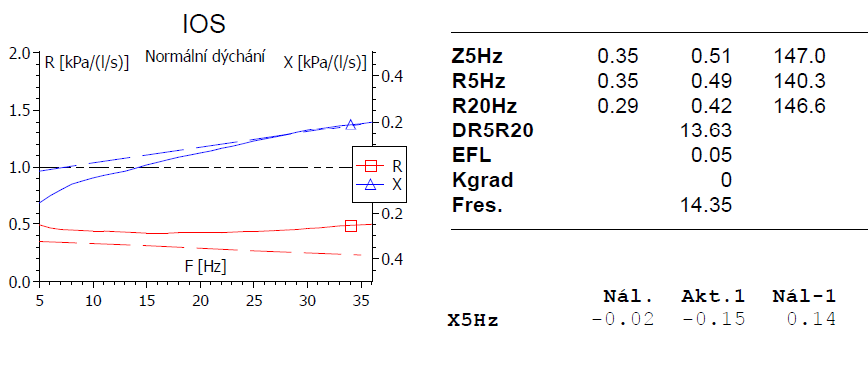 IOS
R [kPa/(l/s)] Normální dýchání X [kPa/(l/s)]
2.0
1.5
1.0
0.5
0.0
0.4
0.2
0.2
0.4
R
X
F [Hz]
5 10 15 20 25 30 35
Z5Hz 0.35 0.51 147.0
R5Hz 0.35 0.49 140.3
R20Hz 0.29 0.42 146.6
DR5R20 13.63
EFL 0.05
Kgrad 0
Fres. 14.35
Nál. Akt.1 Nál-1
X5Hz -0.02 -0.15 0.14